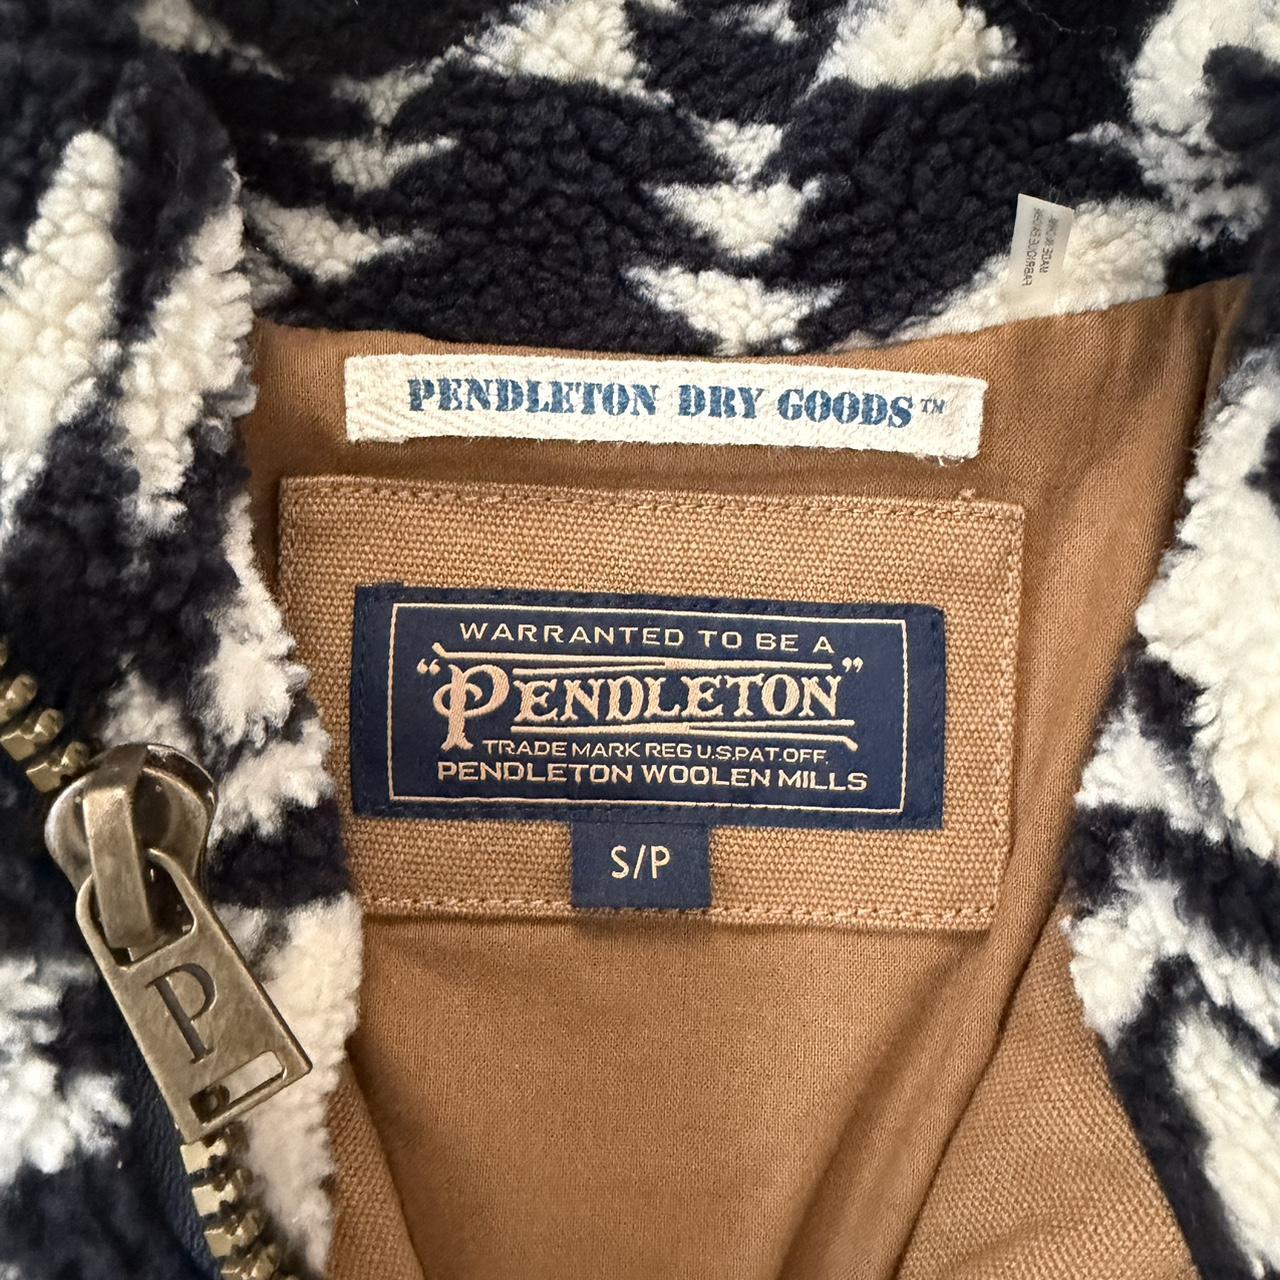 PENDLETON DRY GOODS™
WARRANTED TO BE A
"PENDLETON"
TRADE MARK REG U.S.PAT.OFF.
PENDLETON WOOLEN MILLS
S/P
P